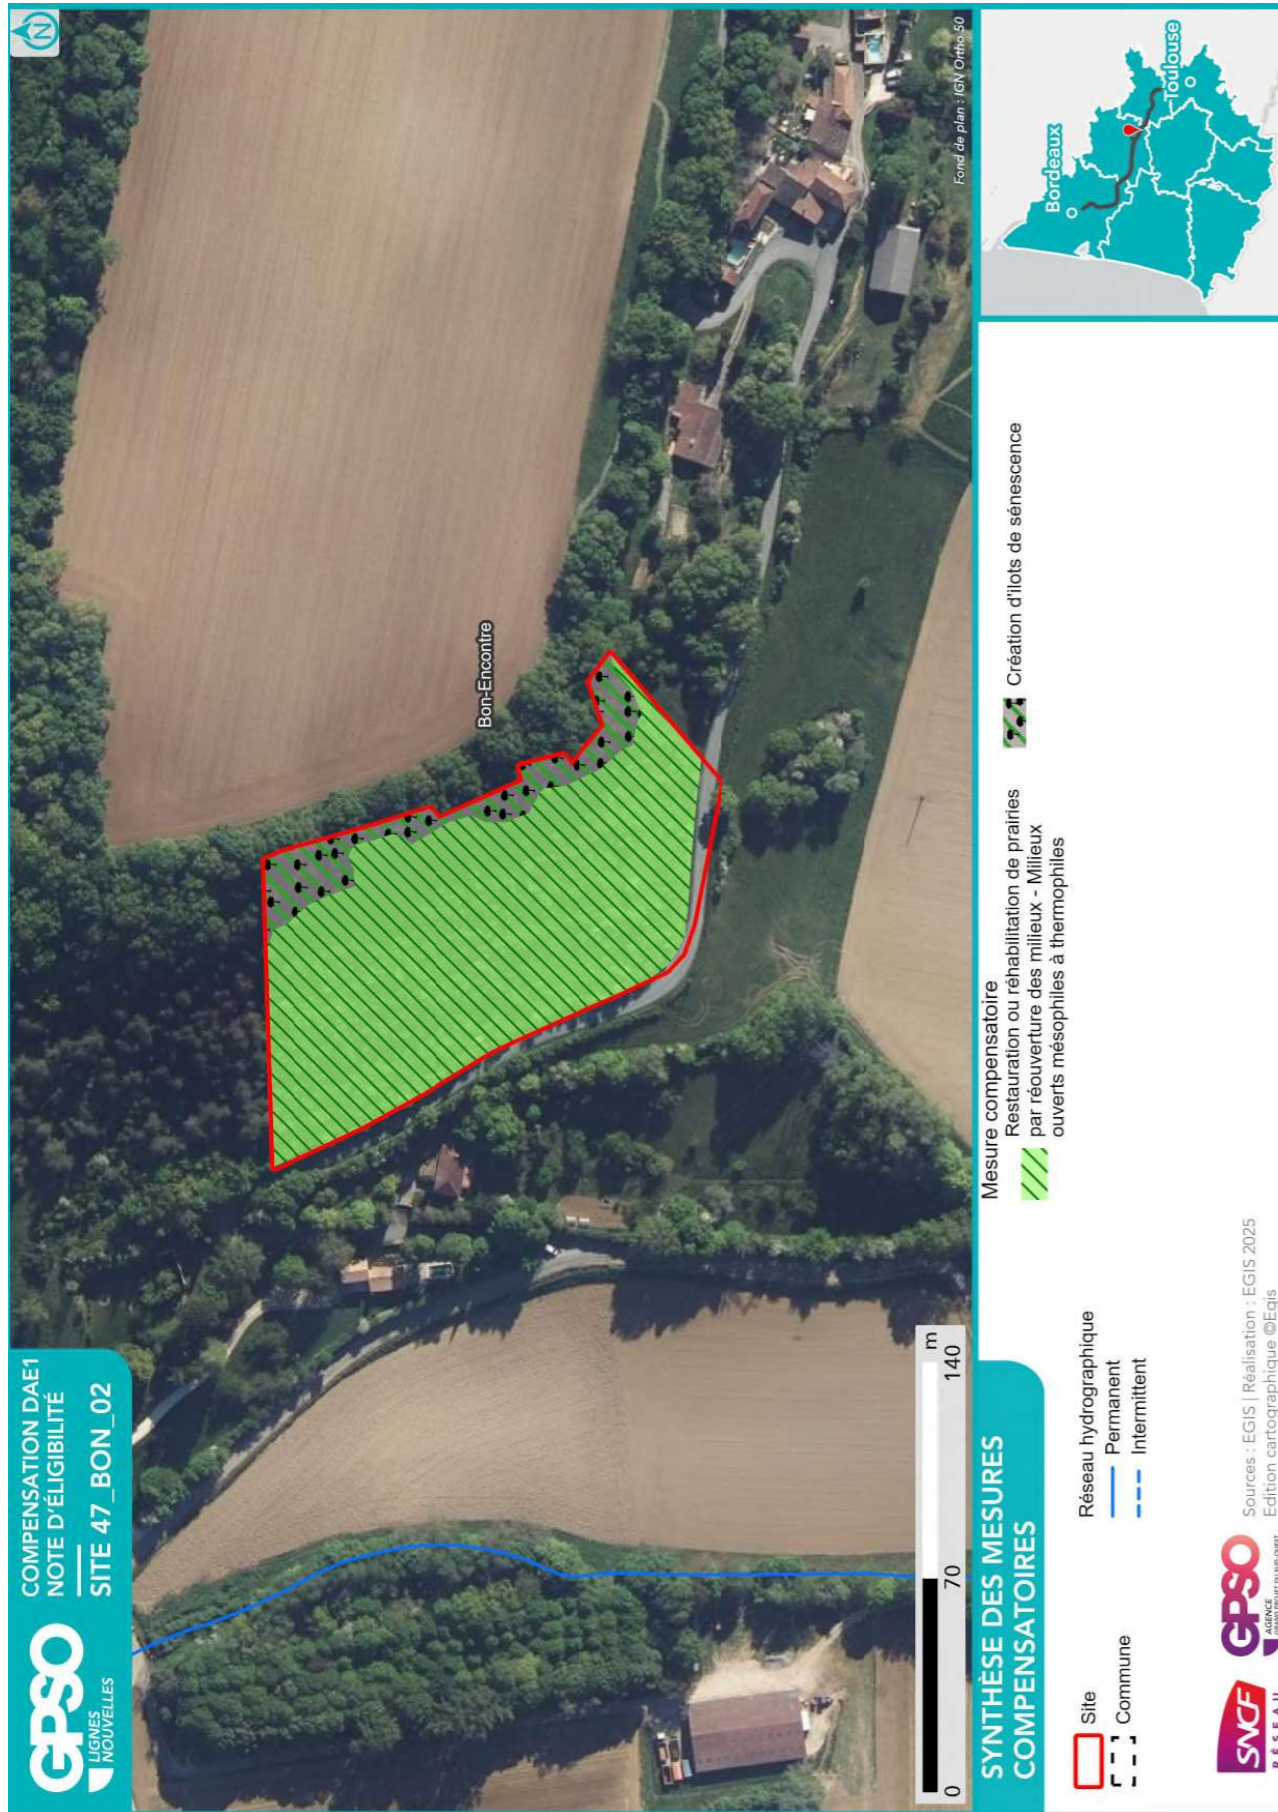 GPSO
LIGNES
NOUVELLES
COMPENSATION DAE1
NOTE D'ÉLIGIBILITÉ
SITE 47_BON_02
N
Bon-Encontre
Fond de plan : IGN Ortho 50
0
70
140
m
SYNTHÈSE DES MESURES
COMPENSATOIRES
Site
Commune
Réseau hydrographique
Permanent
Intermittent
Mesure compensatoire
Restauration ou réhabilitation de prairies
par réouverture des milieux - Milieux
ouverts mésophiles à thermophiles
Création d'ilots de sénescence
Bordeaux
Toulouse
SNCF
RÉSEAU
GPSO
AGENCE
Sources : EGIS | Réalisation : EGIS 2025
Edition cartographique ©Egis